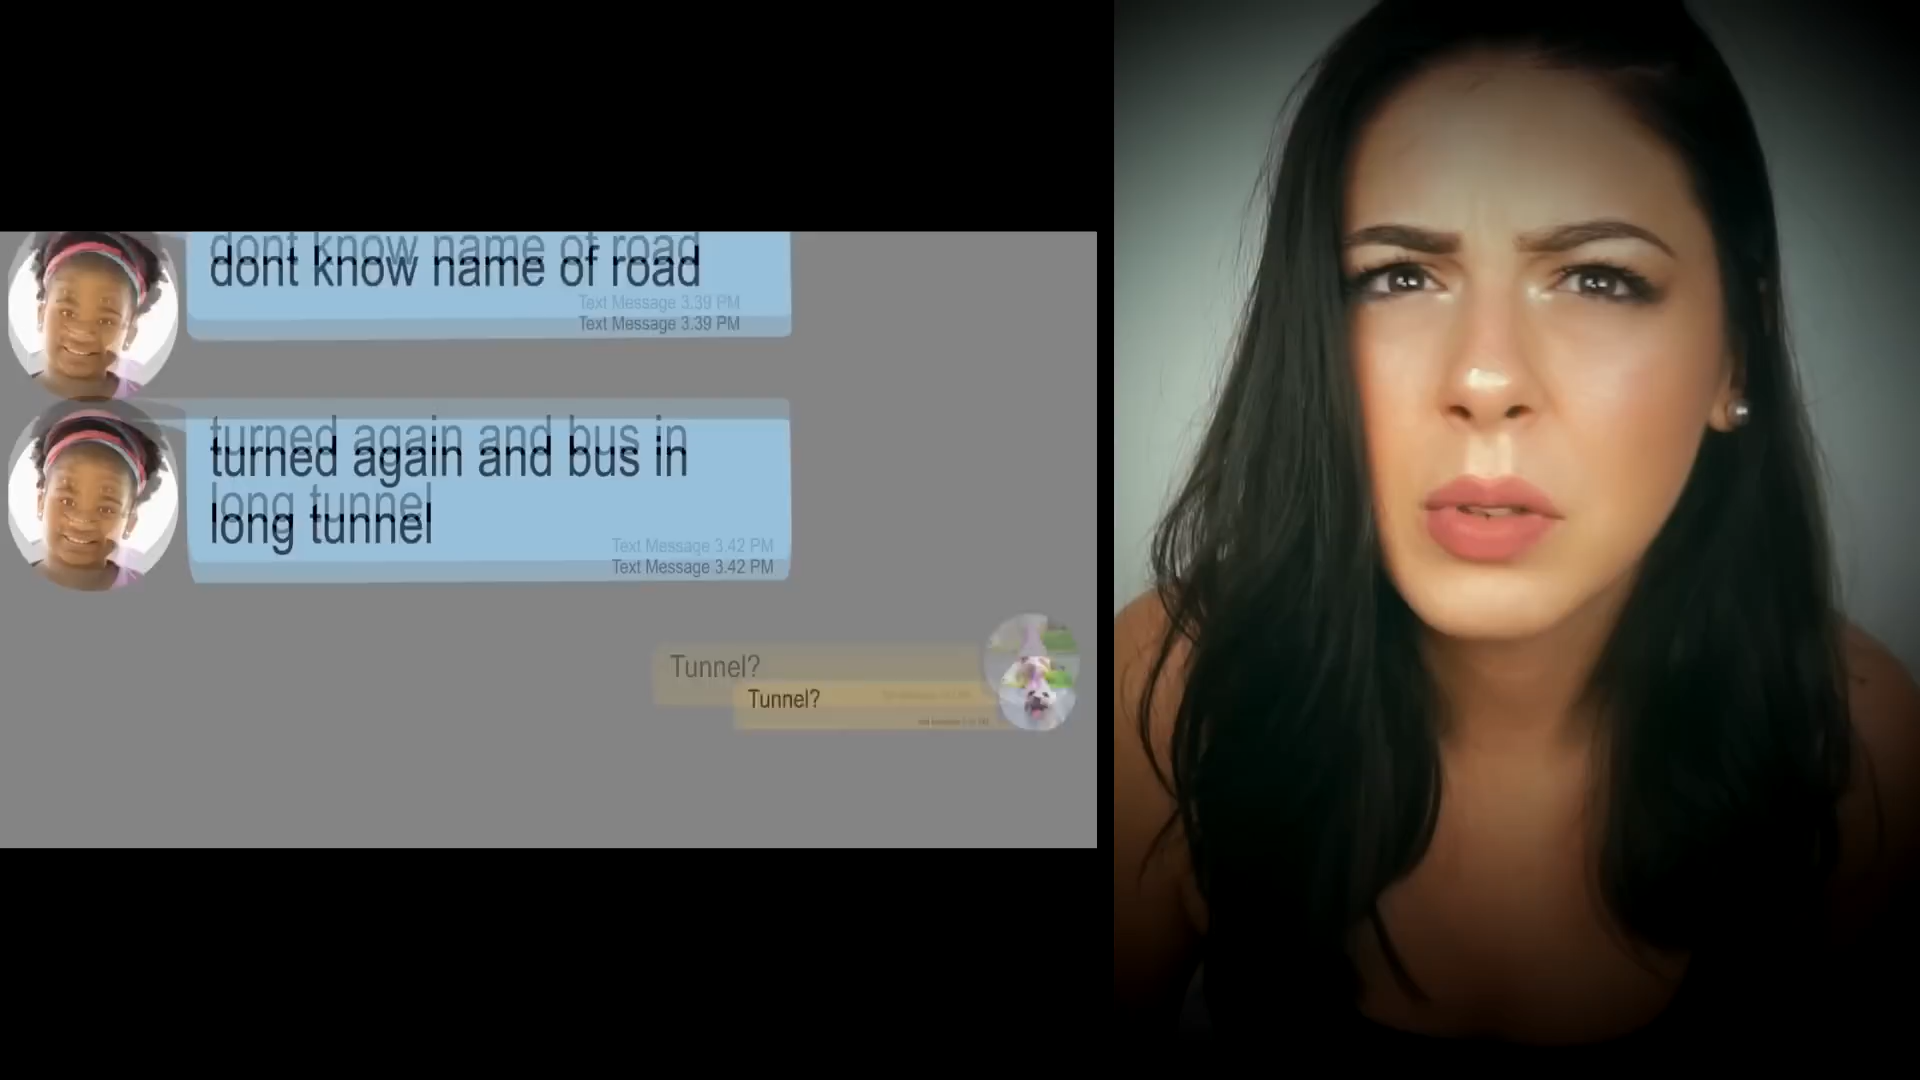 dont know name of road
Text Message 3.39 PM
turned again and bus in
long tunnel
Text Message 3.42 PM
Tunnel?